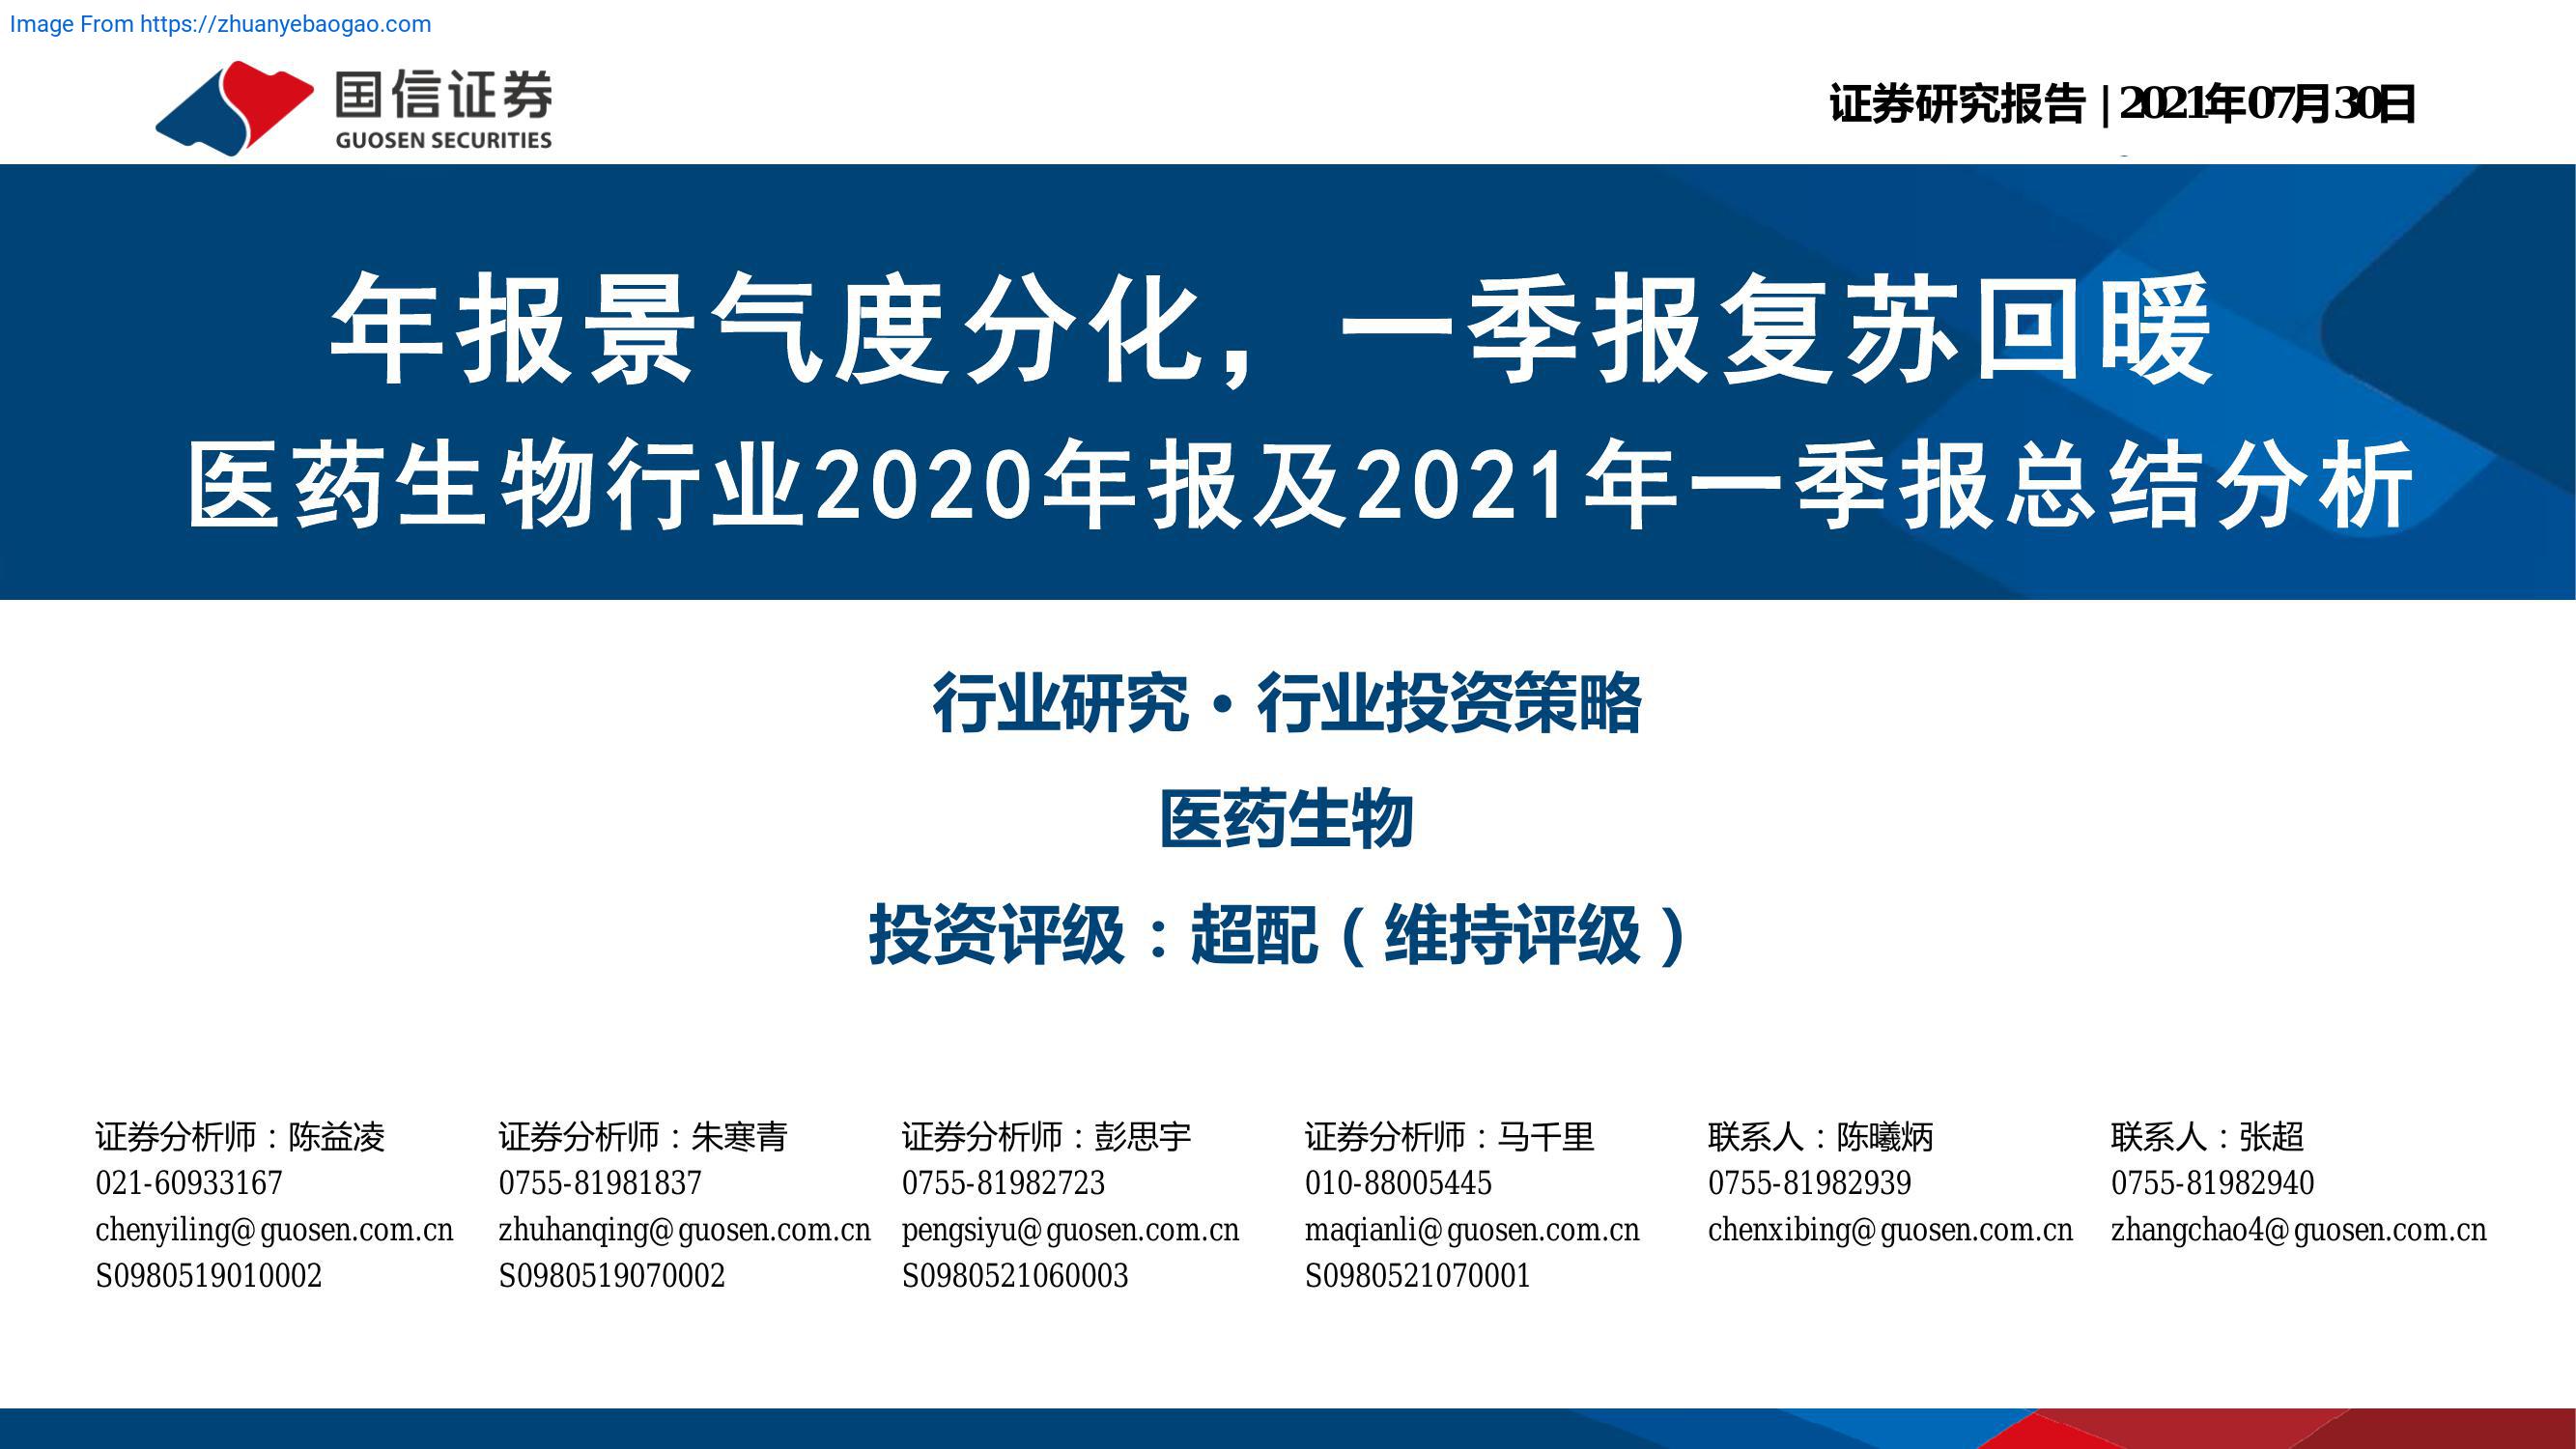 Image From https://zhuanyebaogao.com
国信证券
GUOSEN SECURITIES
证券研究报告 | 2021年07月30日
年报景气度分化，一季报复苏回暖
医药生物行业2020年报及2021年一季报总结分析
行业研究 · 行业投资策略
医药生物
投资评级：超配（维持评级）
证券分析师：陈益凌
021-60933167
chenyiling@guosen.com.cn
S0980519010002
证券分析师：朱寒青
0755-81981837
zhuhanqing@guosen.com.cn
S0980519070002
证券分析师：彭思宇
0755-81982723
pengsiyu@guosen.com.cn
S0980521060003
证券分析师：马千里
010-88005445
maqianli@guosen.com.cn
S0980521070001
联系人：陈曦炳
0755-81982939
chenxibing@guosen.com.cn
联系人：张超
0755-81982940
zhangchao4@guosen.com.cn